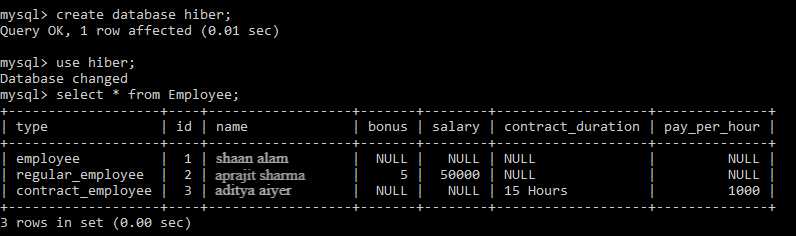 mysql> create database hiber;
Query OK, 1 row affected (0.01 sec)
mysql> use hiber;
Database changed
mysql> select * from Employee;
+-------------------+----+-----------------+-------+--------+-------------------+--------------+
| type              | id | name            | bonus | salary | contract_duration | pay_per_hour |
+-------------------+----+-----------------+-------+--------+-------------------+--------------+
| employee          |  1 | shaan alam      |  NULL |   NULL | NULL              |         NULL |
| regular_employee  |  2 | aprajit sharma  |     5 |  50000 | NULL              |         NULL |
| contract_employee |  3 | aditya aiyer    |  NULL |   NULL | 15 Hours          |         1000 |
+-------------------+----+-----------------+-------+--------+-------------------+--------------+
3 rows in set (0.00 sec)